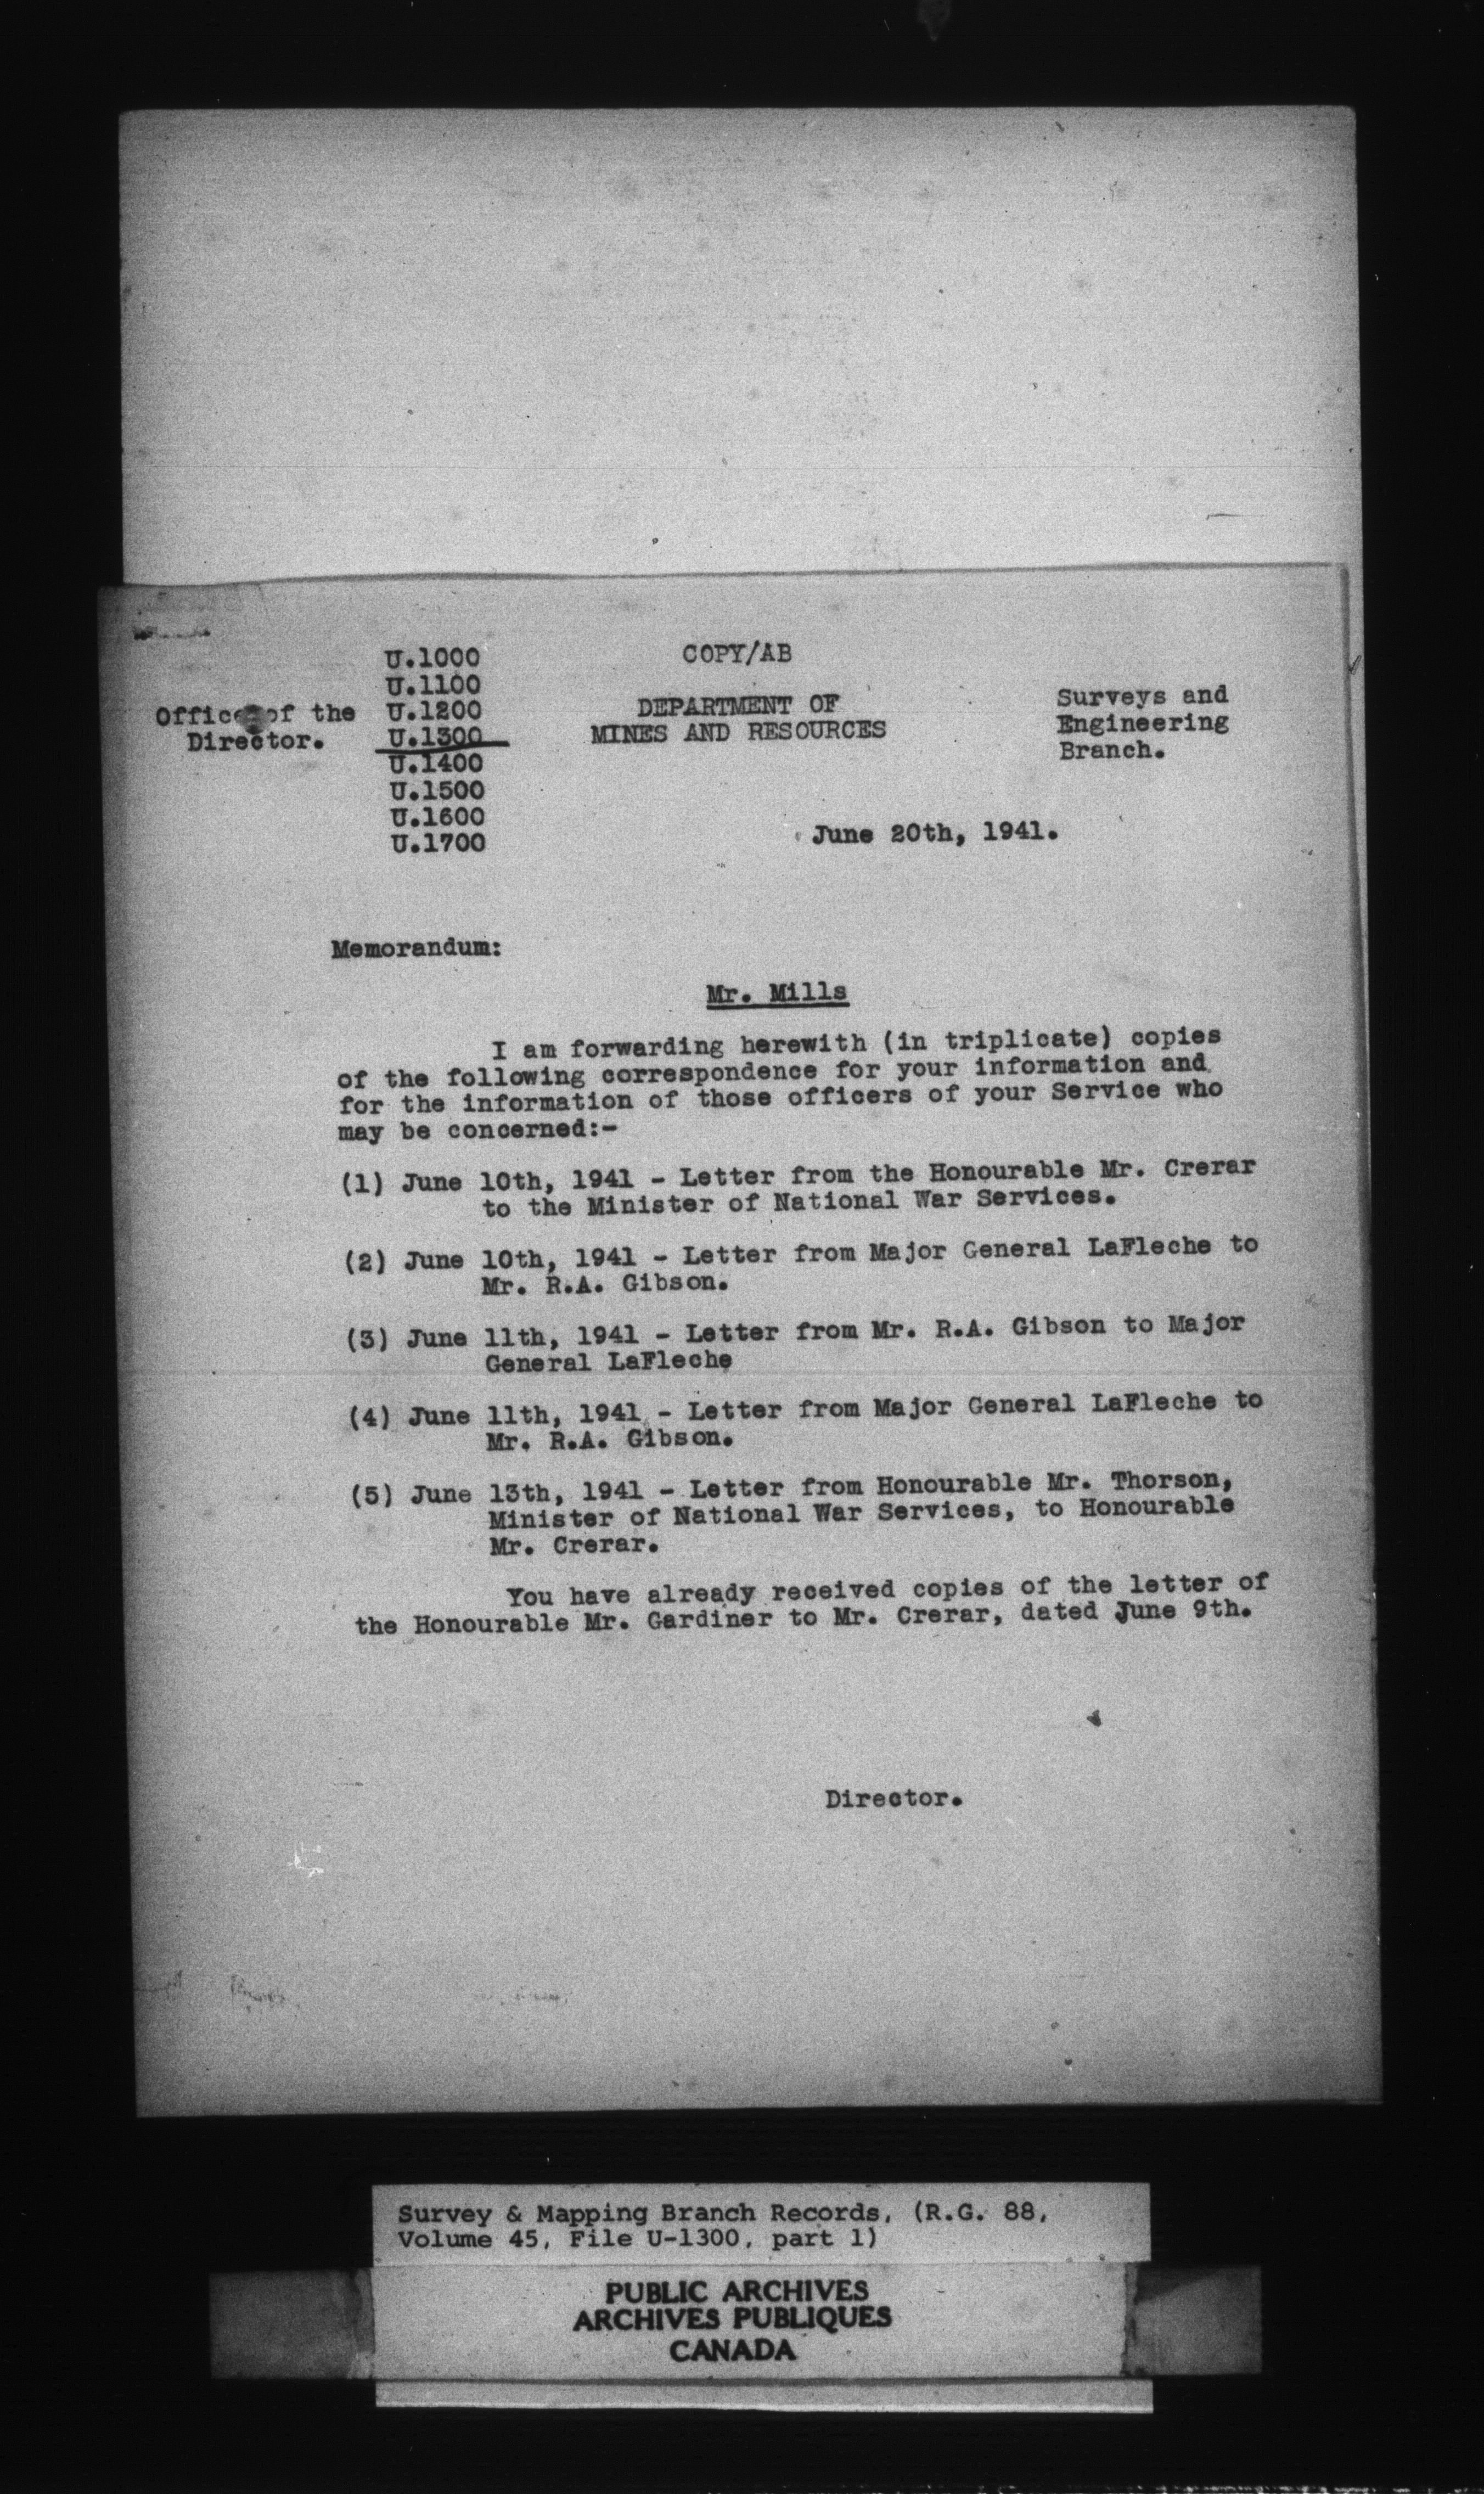 U.1000
U.1100
U.1200
U.1300
U.1400
U.1500
U.1600
U.1700
Office of the
Director.
COPY/AB
DEPARTMENT OF
MINES AND RESOURCES
Surveys and
Engineering
Branch.
June 20th, 1941.
Memorandum:
Mr. Mills
I am forwarding herewith (in triplicate) copies
of the following correspondence for your information and
for the information of those officers of your Service who
may be concerned:-
(1) June 10th, 1941 - Letter from the Honourable Mr. Crerar
to the Minister of National War Services.
(2) June 10th, 1941 - Letter from Major General LaFleche to
Mr. R.A. Gibson.
(3) June 11th, 1941 - Letter from Mr. R.A. Gibson to Major
General LaFleche
(4) June 11th, 1941 - Letter from Major General LaFleche to
Mr. R.A. Gibson.
(5) June 13th, 1941 - Letter from Honourable Mr. Thorson,
Minister of National War Services, to Honourable
Mr. Crerar.
You have already received copies of the letter of
the Honourable Mr. Gardiner to Mr. Crerar, dated June 9th.
Director.
Survey & Mapping Branch Records, (R.G. 88,
Volume 45, File U-1300, part 1)
PUBLIC ARCHIVES
ARCHIVES PUBLIQUES
CANADA